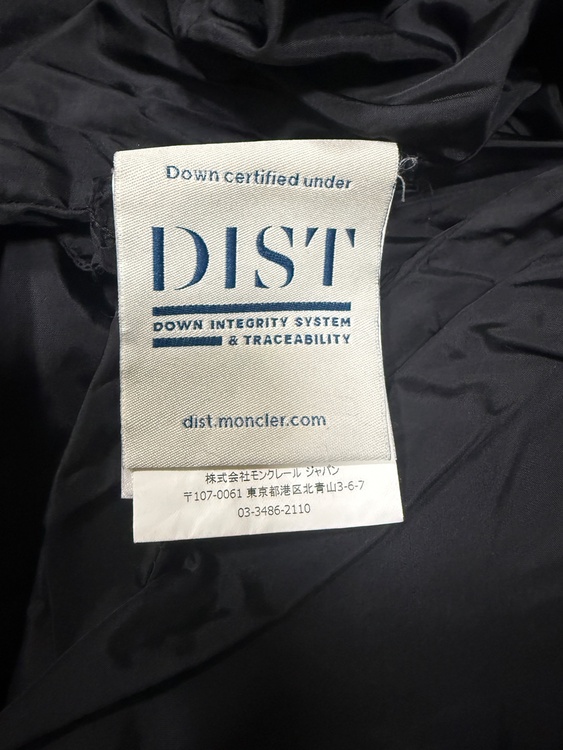 Down certified under
DIST
DOWN INTEGRITY SYSTEM
& TRACEABILITY
dist.moncler.com
株式会社モンクレール ジャパン
〒107-0061 東京都港区北青山3-6-7
03-3486-2110